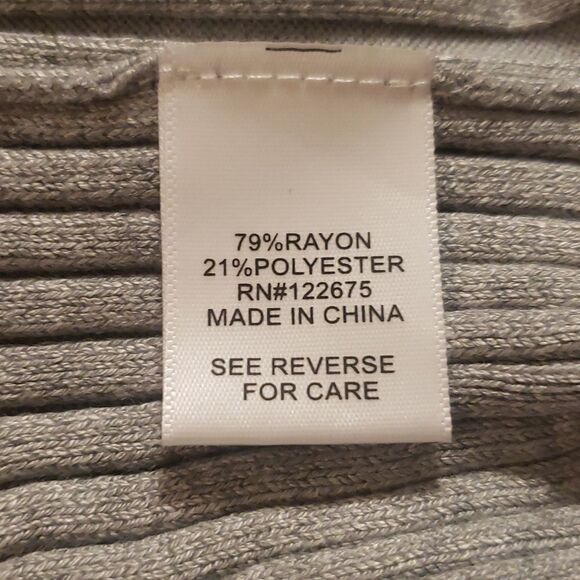 79%RAYON
21%POLYESTER
RN#122675
MADE IN CHINA
SEE REVERSE
FOR CARE